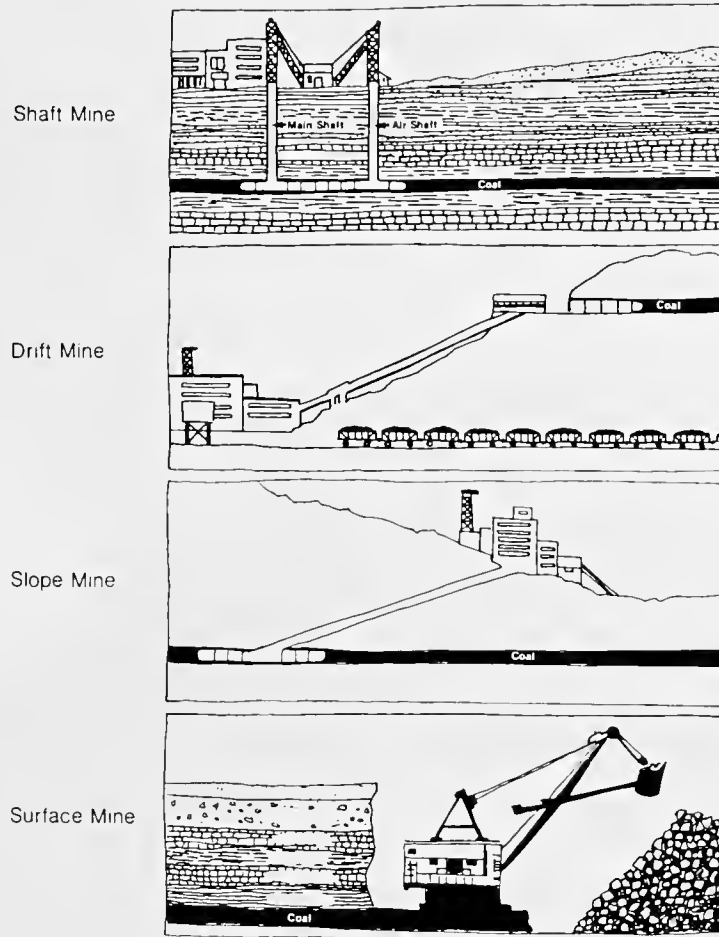 Shaft Mine
Main Shaft
Air Shaft
Coal
Drift Mine
Coal
Slope Mine
Coal
Surface Mine
Coal